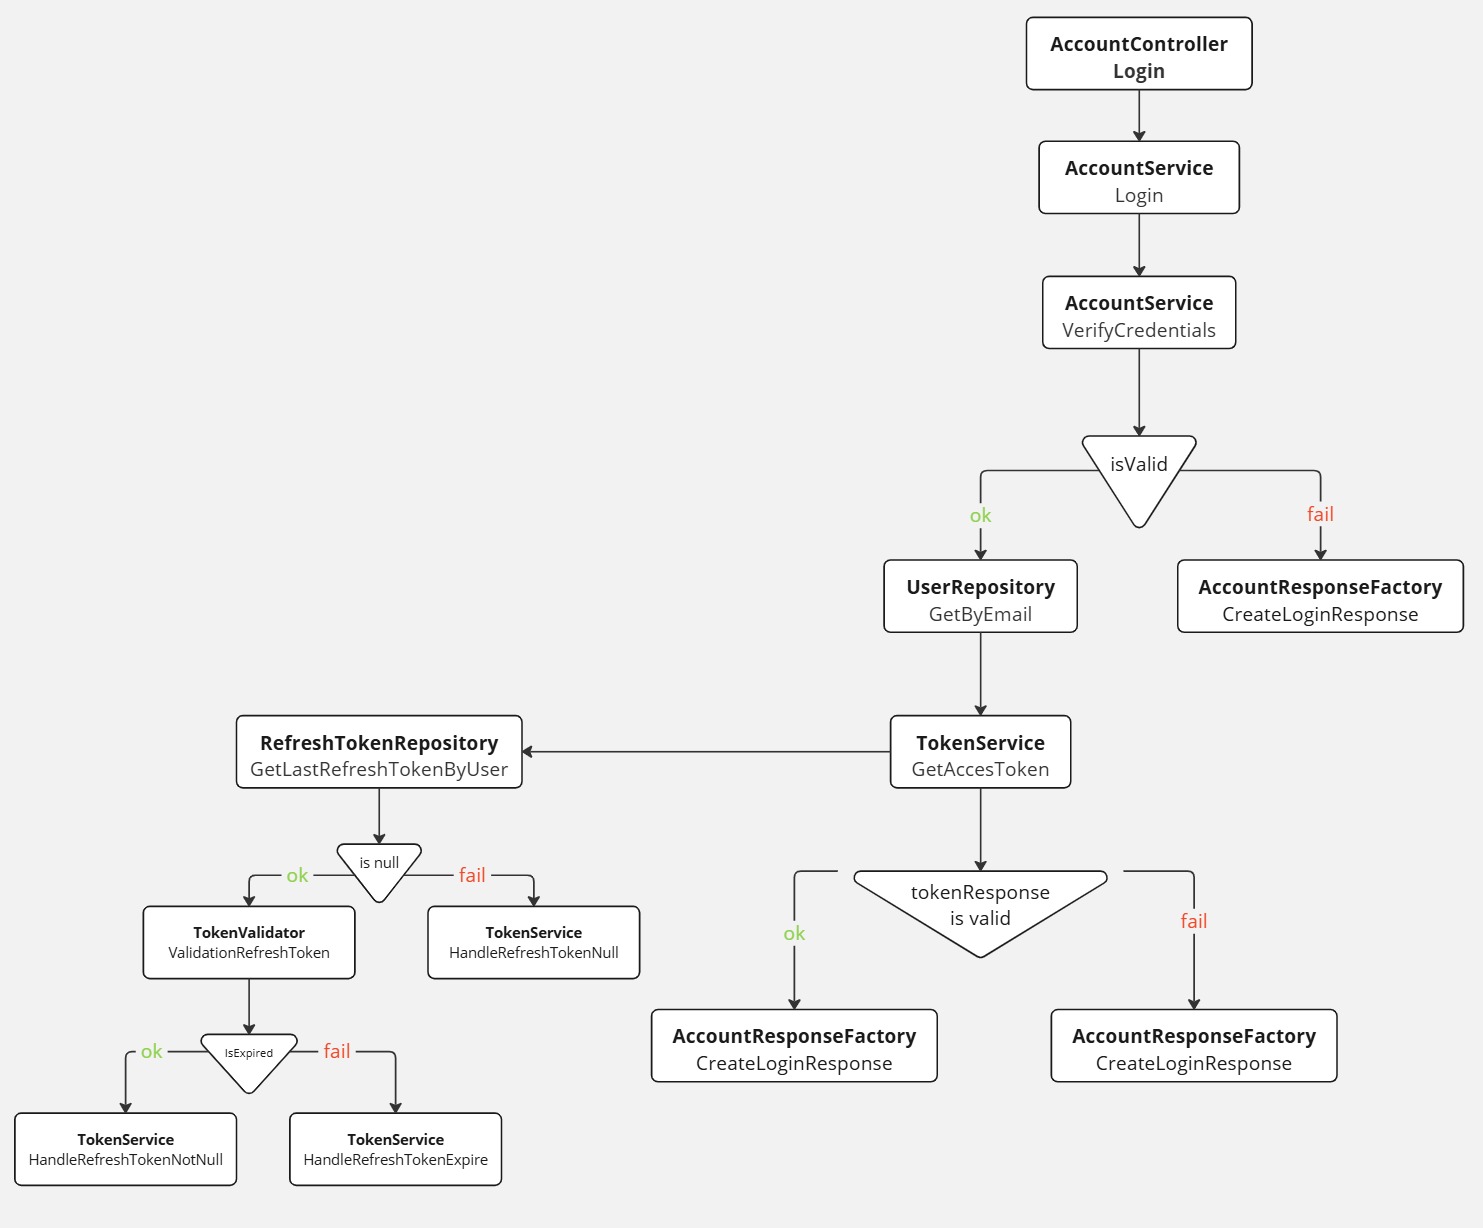 AccountController
Login
AccountService
Login
AccountService
VerifyCredentials
isValid
ok
fail
UserRepository
GetByEmail
AccountResponseFactory
CreateLoginResponse
RefreshTokenRepository
GetLastRefreshTokenByUser
TokenService
GetAccesToken
is null
ok
fail
tokenResponse
is valid
ok
fail
TokenValidator
ValidationRefreshToken
TokenService
HandleRefreshTokenNull
AccountResponseFactory
CreateLoginResponse
AccountResponseFactory
CreateLoginResponse
IsExpired
ok
fail
TokenService
HandleRefreshTokenNotNull
TokenService
HandleRefreshTokenExpire